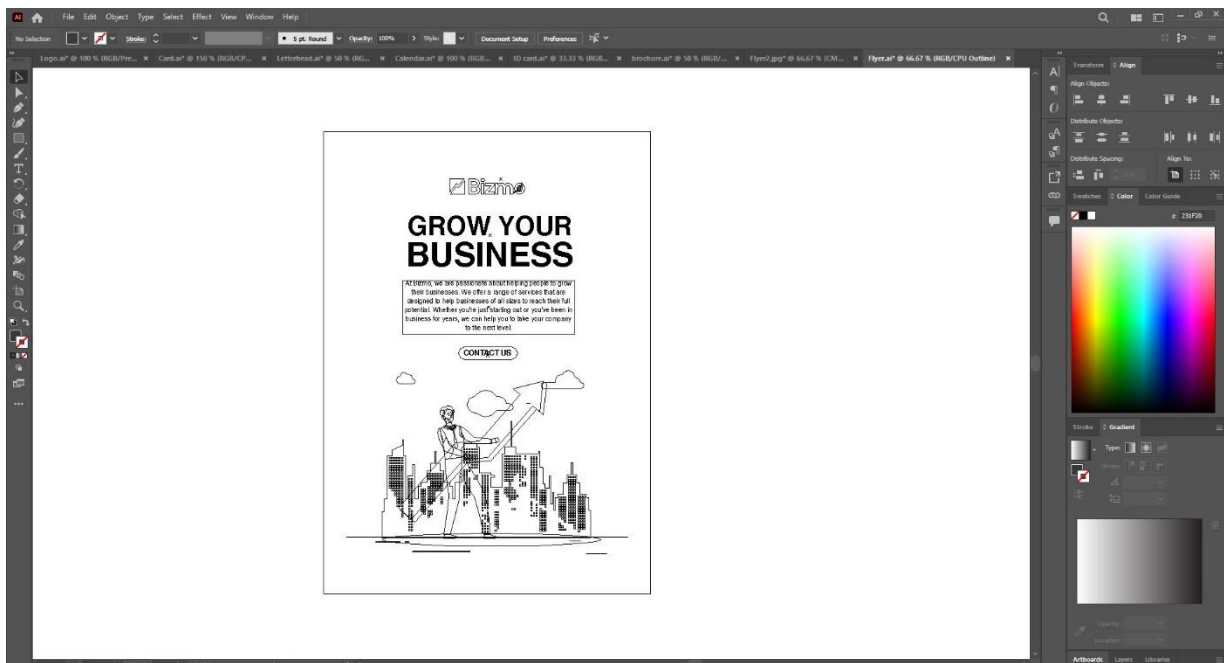 Ai File Edit Object Type Select Effect View Window Help
No Selection Stroke: 5 pt. Round Opacity: 100% Style: Document Setup Preferences
Logo.ai* @ 100 % (RGB/Pre... × Card.ai* @ 150 % (RGB/CP... × Letterhead.ai* @ 50 % (RG... × Calendar.ai* @ 100 % (RGB... × ID card.ai* @ 33.33 % (RGB... × brochure.ai* @ 50 % (RGB/... × Flyer2.jpg* @ 66.67 % (CM... × Flyer.ai* @ 66.67 % (RGB/CPU Outline) ×
Transform Align
Align Objects:
Distribute Objects:
Distribute Spacing: Align To:
Swatches Color Color Guide
# 231F20
Bizmo
GROW YOUR
BUSINESS
At Bizmo, we are passionate about helping people to grow
their businesses. We offer a range of services that are
designed to help businesses of all sizes to reach their full
potential. Whether you're just starting out or you've been in
business for years, we can help you to take your company
to the next level.
CONTACT US
Stroke Gradient
Type:
Stroke:
Opacity:
Location:
Artboards Layers Libraries